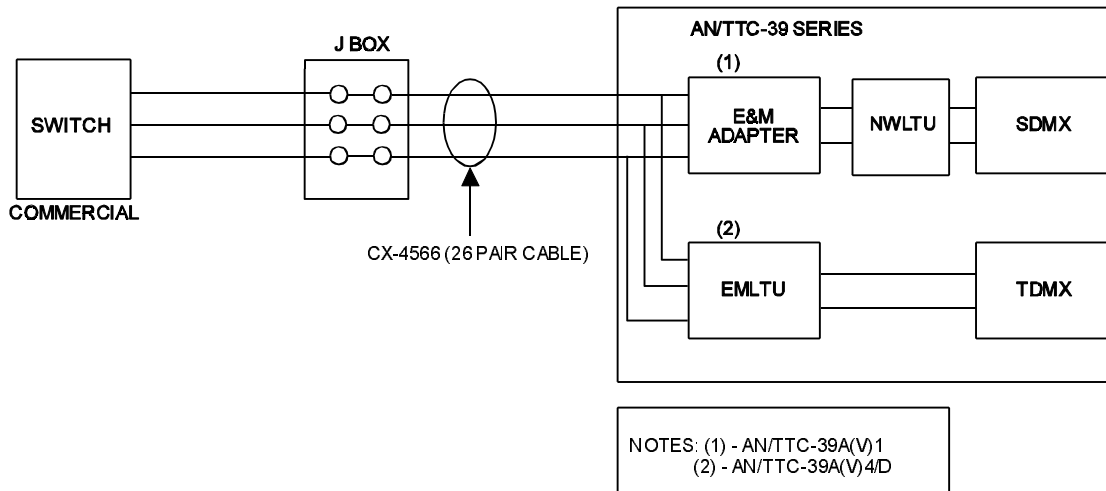 AN/TTC-39 SERIES
J BOX
(1)
SWITCH
E&M
ADAPTER
NWLTU
SDMX
COMMERCIAL
CX-4566 (26 PAIR CABLE)
(2)
EMLTU
TDMX
NOTES: (1) - AN/TTC-39A(V)1
(2) - AN/TTC-39A(V)4/D